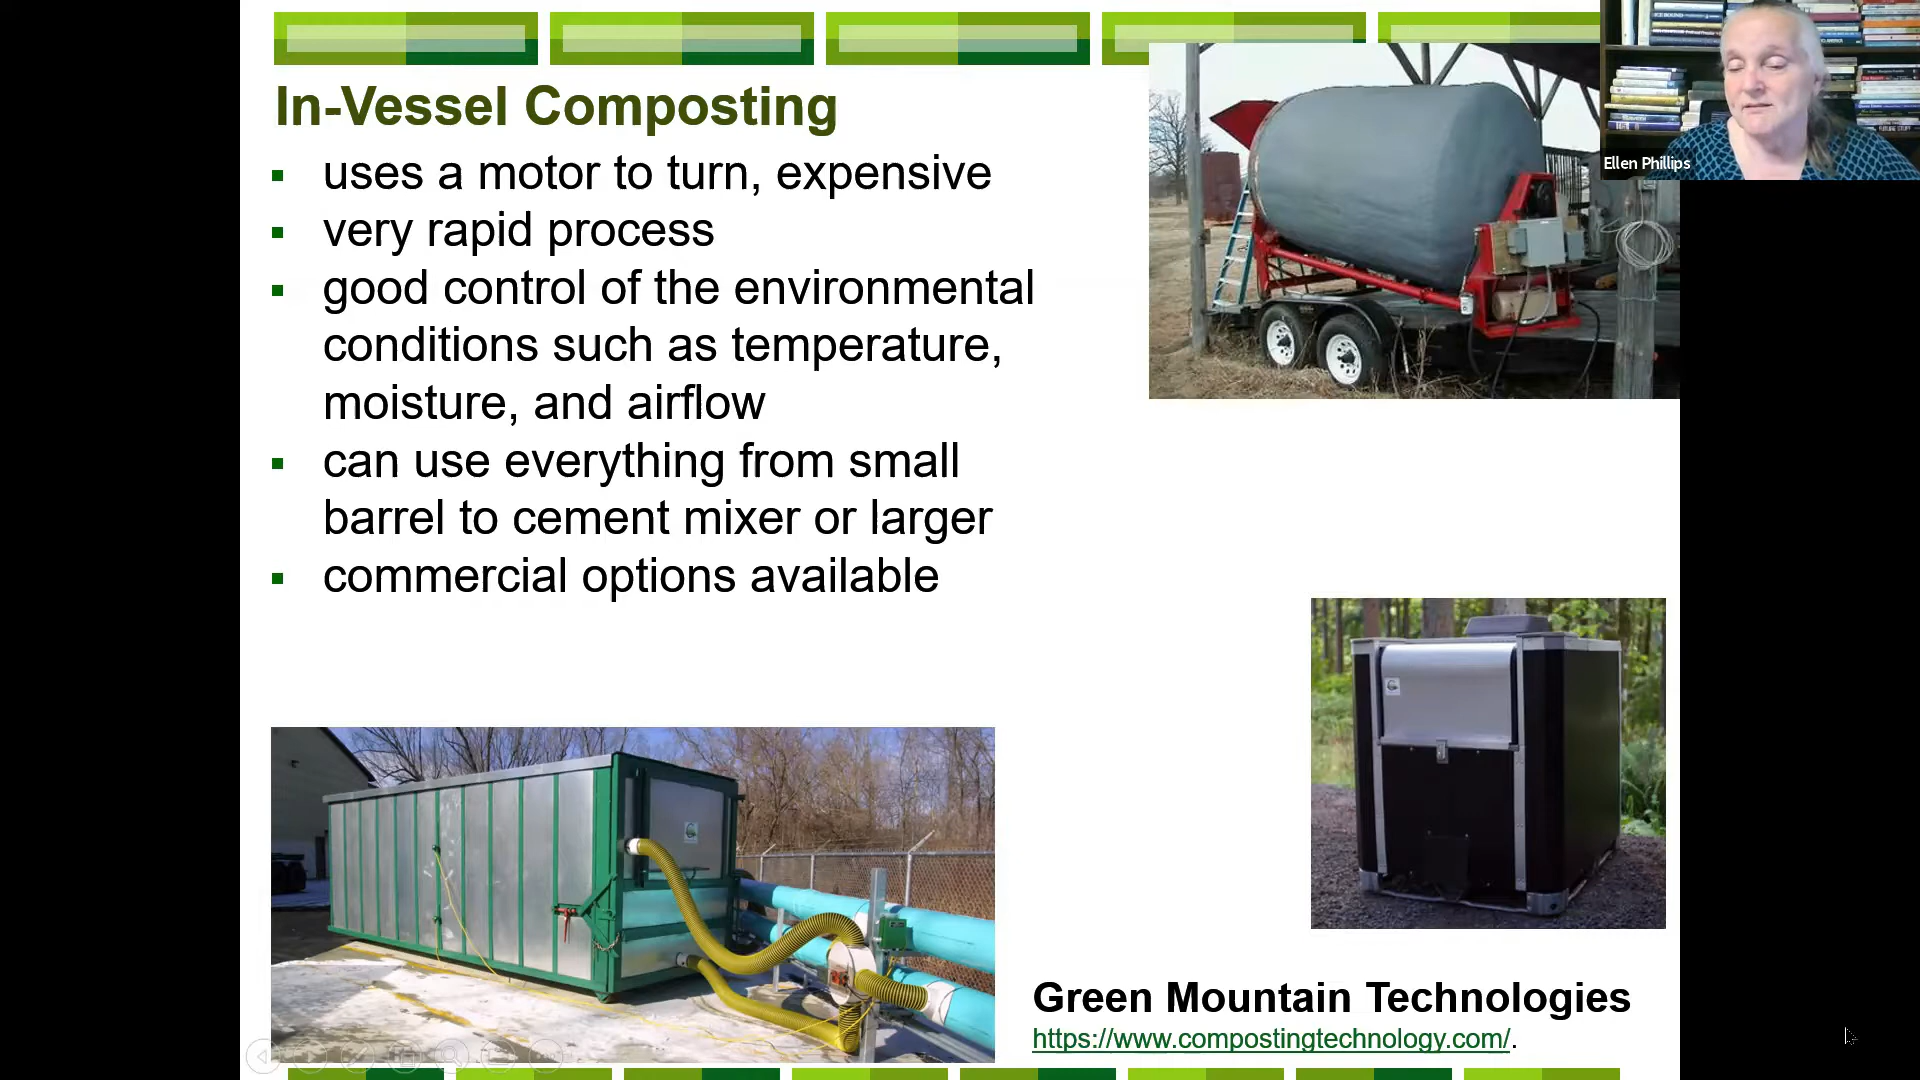 In-Vessel Composting
▪ uses a motor to turn, expensive
▪ very rapid process
▪ good control of the environmental
conditions such as temperature,
moisture, and airflow
▪ can use everything from small
barrel to cement mixer or larger
▪ commercial options available
Ellen Phillips
Green Mountain Technologies
https://www.compostingtechnology.com/.